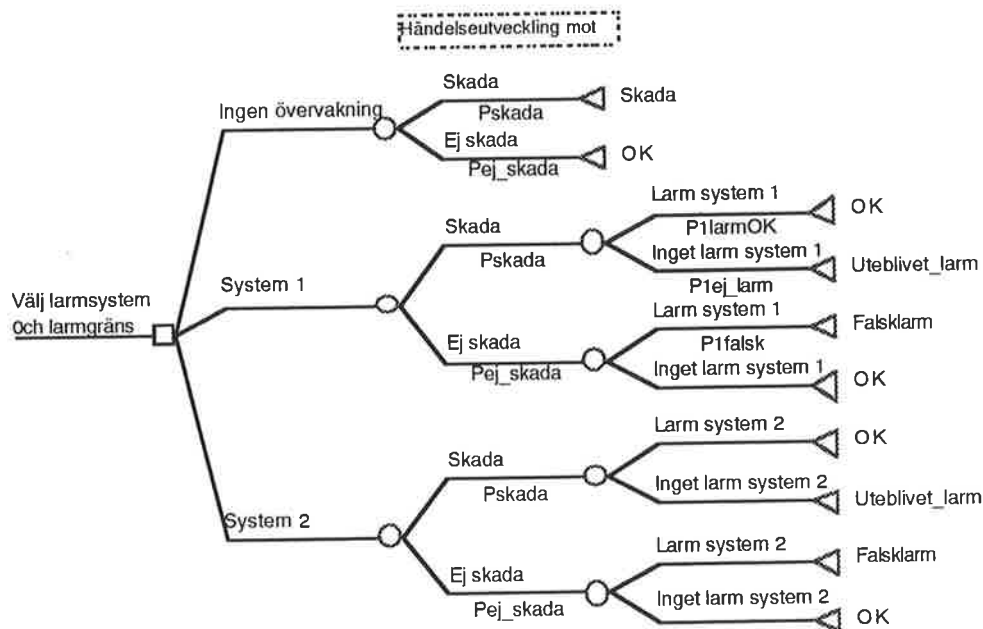 Händelseutveckling mot
Skada
Skada
Pskada
Ingen övervakning
Ej skada
OK
Pej_skada
Larm system 1
OK
P1larmOK
Skada
Inget larm system 1
Pskada
Uteblivet_larm
P1ej_larm
System 1
Välj larmsystem
och larmgräns
Larm system 1
Falsklarm
P1falsk
Ej skada
Inget larm system 1
Pej_skada
OK
Larm system 2
OK
Skada
Inget larm system 2
Pskada
Uteblivet_larm
System 2
Larm system 2
Falsklarm
Ej skada
Inget larm system 2
Pej_skada
OK